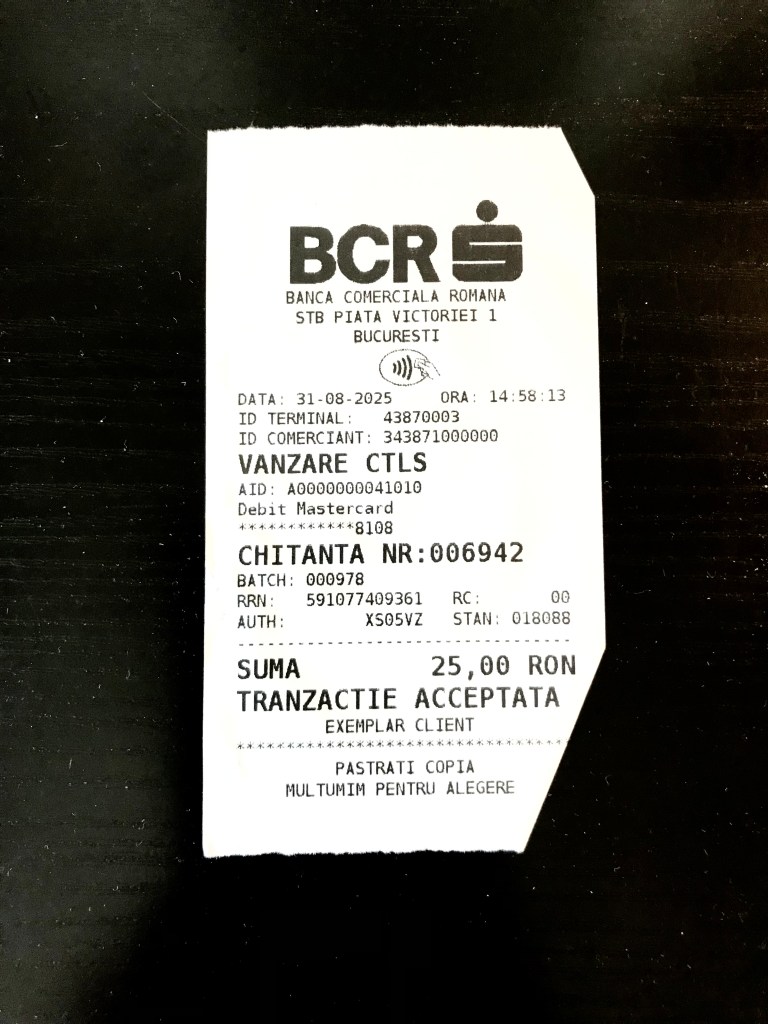 BCR
BANCA COMERCIALA ROMANA
STB PIATA VICTORIEI 1
BUCURESTI
DATA: 31-08-2025 ORA: 14:58:13
ID TERMINAL: 43870003
ID COMERCIANT: 343871000000
VANZARE CTLS
AID: A0000000041010
Debit Mastercard
************8108
CHITANTA NR:006942
BATCH: 000978
RRN: 591077409361 RC: 00
AUTH: XS05VZ STAN: 018088
-----------------------------------
SUMA 25,00 RON
TRANZACTIE ACCEPTATA
EXEMPLAR CLIENT
***********************************
PASTRATI COPIA
MULTUMIM PENTRU ALEGERE